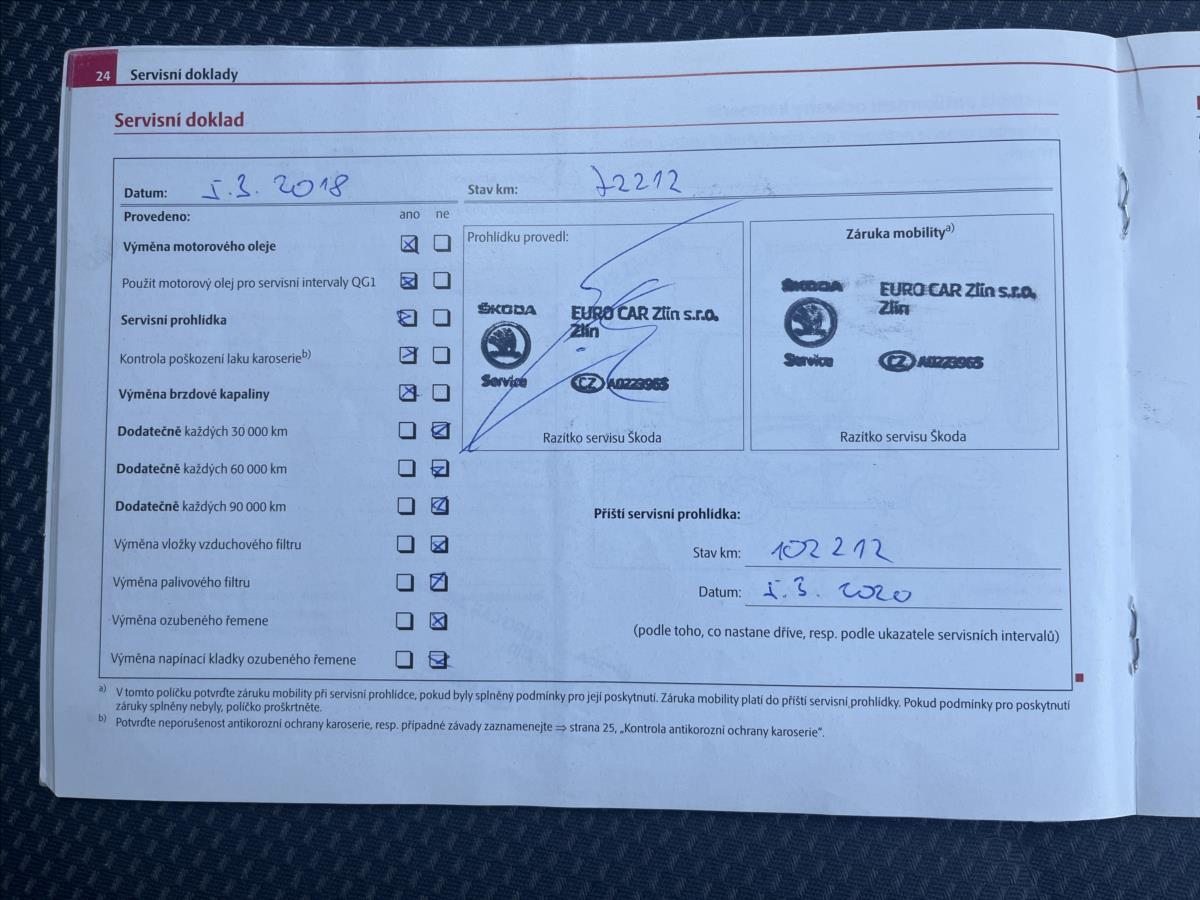 24 Servisní doklady
Servisní doklad
Datum: 5.3. 2018 Stav km: 72212
Provedeno: ano ne
Výměna motorového oleje
Použit motorový olej pro servisní intervaly QG1
Servisní prohlídka
Kontrola poškození laku karoserie b)
Výměna brzdové kapaliny
Dodatečně každých 30 000 km
Dodatečně každých 60 000 km
Dodatečně každých 90 000 km
Výměna vložky vzduchového filtru
Výměna palivového filtru
Výměna ozubeného řemene
Výměna napínací kladky ozubeného řemene
Prohlídku provedl:
ŠKODA EURO CAR Zlín s.r.o.
Zlín
Service CZ
Razítko servisu Škoda
Záruka mobility a)
ŠKODA EURO CAR Zlín s.r.o.
Zlín
Service CZ
Razítko servisu Škoda
Příští servisní prohlídka:
Stav km: 102 212
Datum: 5.3. 2020
(podle toho, co nastane dříve, resp. podle ukazatele servisních intervalů)
a) V tomto políčku potvrďte záruku mobility při servisní prohlídce, pokud byly splněný podmínky pro její poskytnutí. Záruka mobility platí do příští servisní prohlídky. Pokud podmínky pro poskytnutí
záruky splněny nebyly, políčko proškrtněte.
b) Potvrďte neporušenost antikorozní ochrany karoserie, resp. případné závady zaznamenejte ⇒ strana 25, „Kontrola antikorozní ochrany karoserie“.